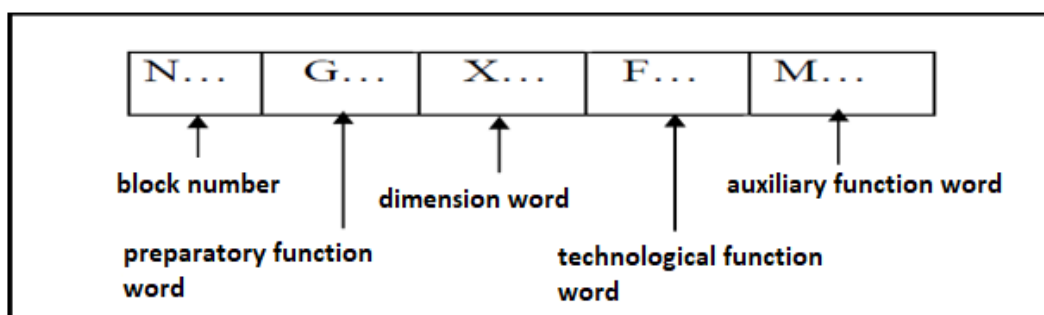 N... G... X... F... M...
block number
dimension word
auxiliary function word
preparatory function
word
technological function
word